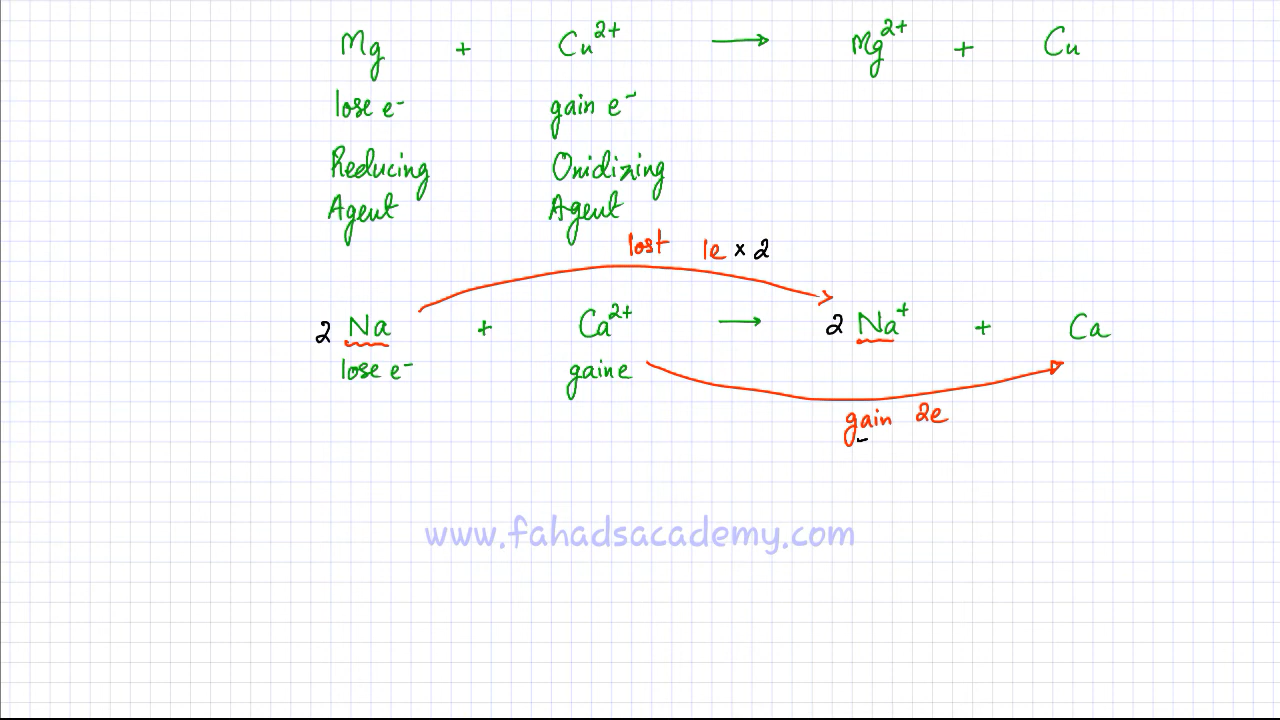 Mg + Cu²⁺ → Mg²⁺ + Cu
lose e⁻ gain e⁻
Reducing Oxidizing
Agent Agent
lost 1e × 2
2 Na + Ca²⁺ → 2 Na⁺ + Ca
lose e⁻ gain e
gain 2e
www.fahadsacademy.com